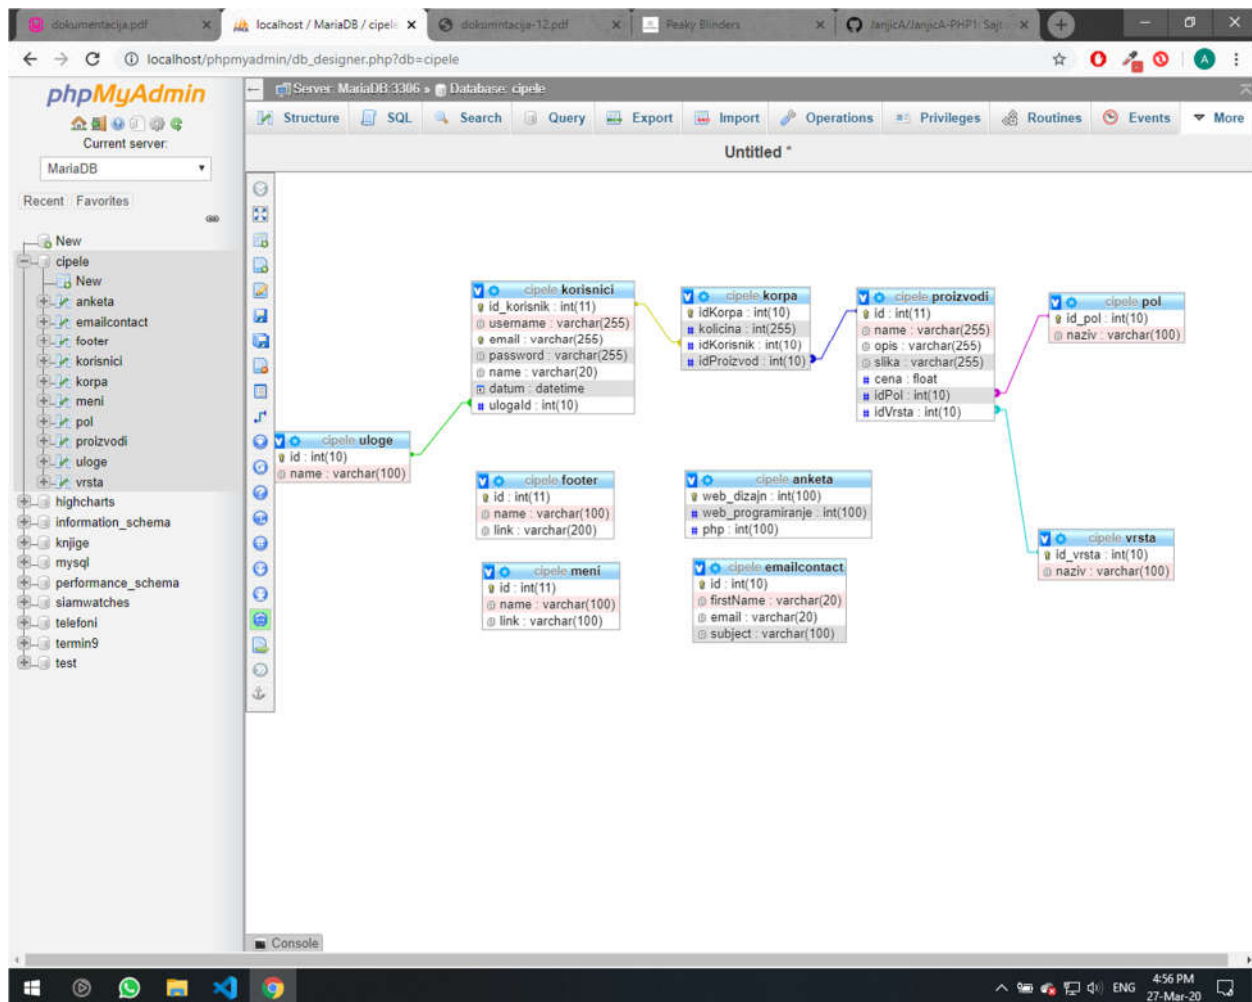 dokumentacija.pdf
localhost / MariaDB / cipele
dokumntacija-12.pdf
Peaky Blinders
JanjicA/JanjicA-PHP1: Sajt
localhost/phpmyadmin/db_designer.php?db=cipele
A
phpMyAdmin
Current server:
MariaDB
Recent Favorites
New
cipele
New
anketa
emailcontact
footer
korisnici
korpa
meni
pol
proizvodi
uloge
vrsta
highcharts
information_schema
knjige
mysql
performance_schema
siamwatches
telefoni
termin9
test
Server: MariaDB:3306 » Database: cipele
Structure SQL Search Query Export Import Operations Privileges Routines Events More
Untitled *
cipele korisnici
id_korisnik : int(11)
username : varchar(255)
email : varchar(255)
password : varchar(255)
name : varchar(20)
datum : datetime
ulogaId : int(10)
cipele korpa
idKorpa : int(10)
kolicina : int(255)
idKorisnik : int(10)
idProizvod : int(10)
cipele proizvodi
id : int(11)
name : varchar(255)
opis : varchar(255)
slika : varchar(255)
cena : float
idPol : int(10)
idVrsta : int(10)
cipele pol
id_pol : int(10)
naziv : varchar(100)
cipele uloge
id : int(10)
name : varchar(100)
cipele footer
id : int(11)
name : varchar(100)
link : varchar(200)
cipele anketa
web_dizajn : int(100)
web_programiranje : int(100)
php : int(100)
cipele vrsta
id_vrsta : int(10)
naziv : varchar(100)
cipele meni
id : int(11)
name : varchar(100)
link : varchar(100)
cipele emailcontact
id : int(10)
firstName : varchar(20)
email : varchar(20)
subject : varchar(100)
Console
ENG
4:56 PM
27-Mar-20